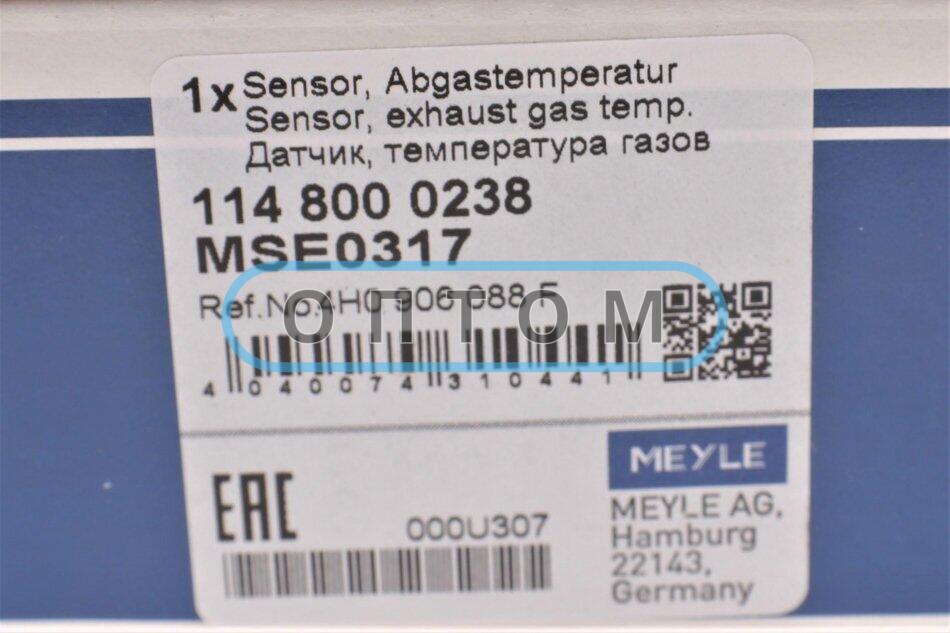 1x Sensor, Abgastemperatur
Sensor, exhaust gas temp.
Датчик, температура газов
114 800 0238
MSE0317
Ref.No.4H0 906 088 F
ОПТОМ
4 040074 310441
EAC
000U307
MEYLE
MEYLE AG,
Hamburg
22143,
Germany